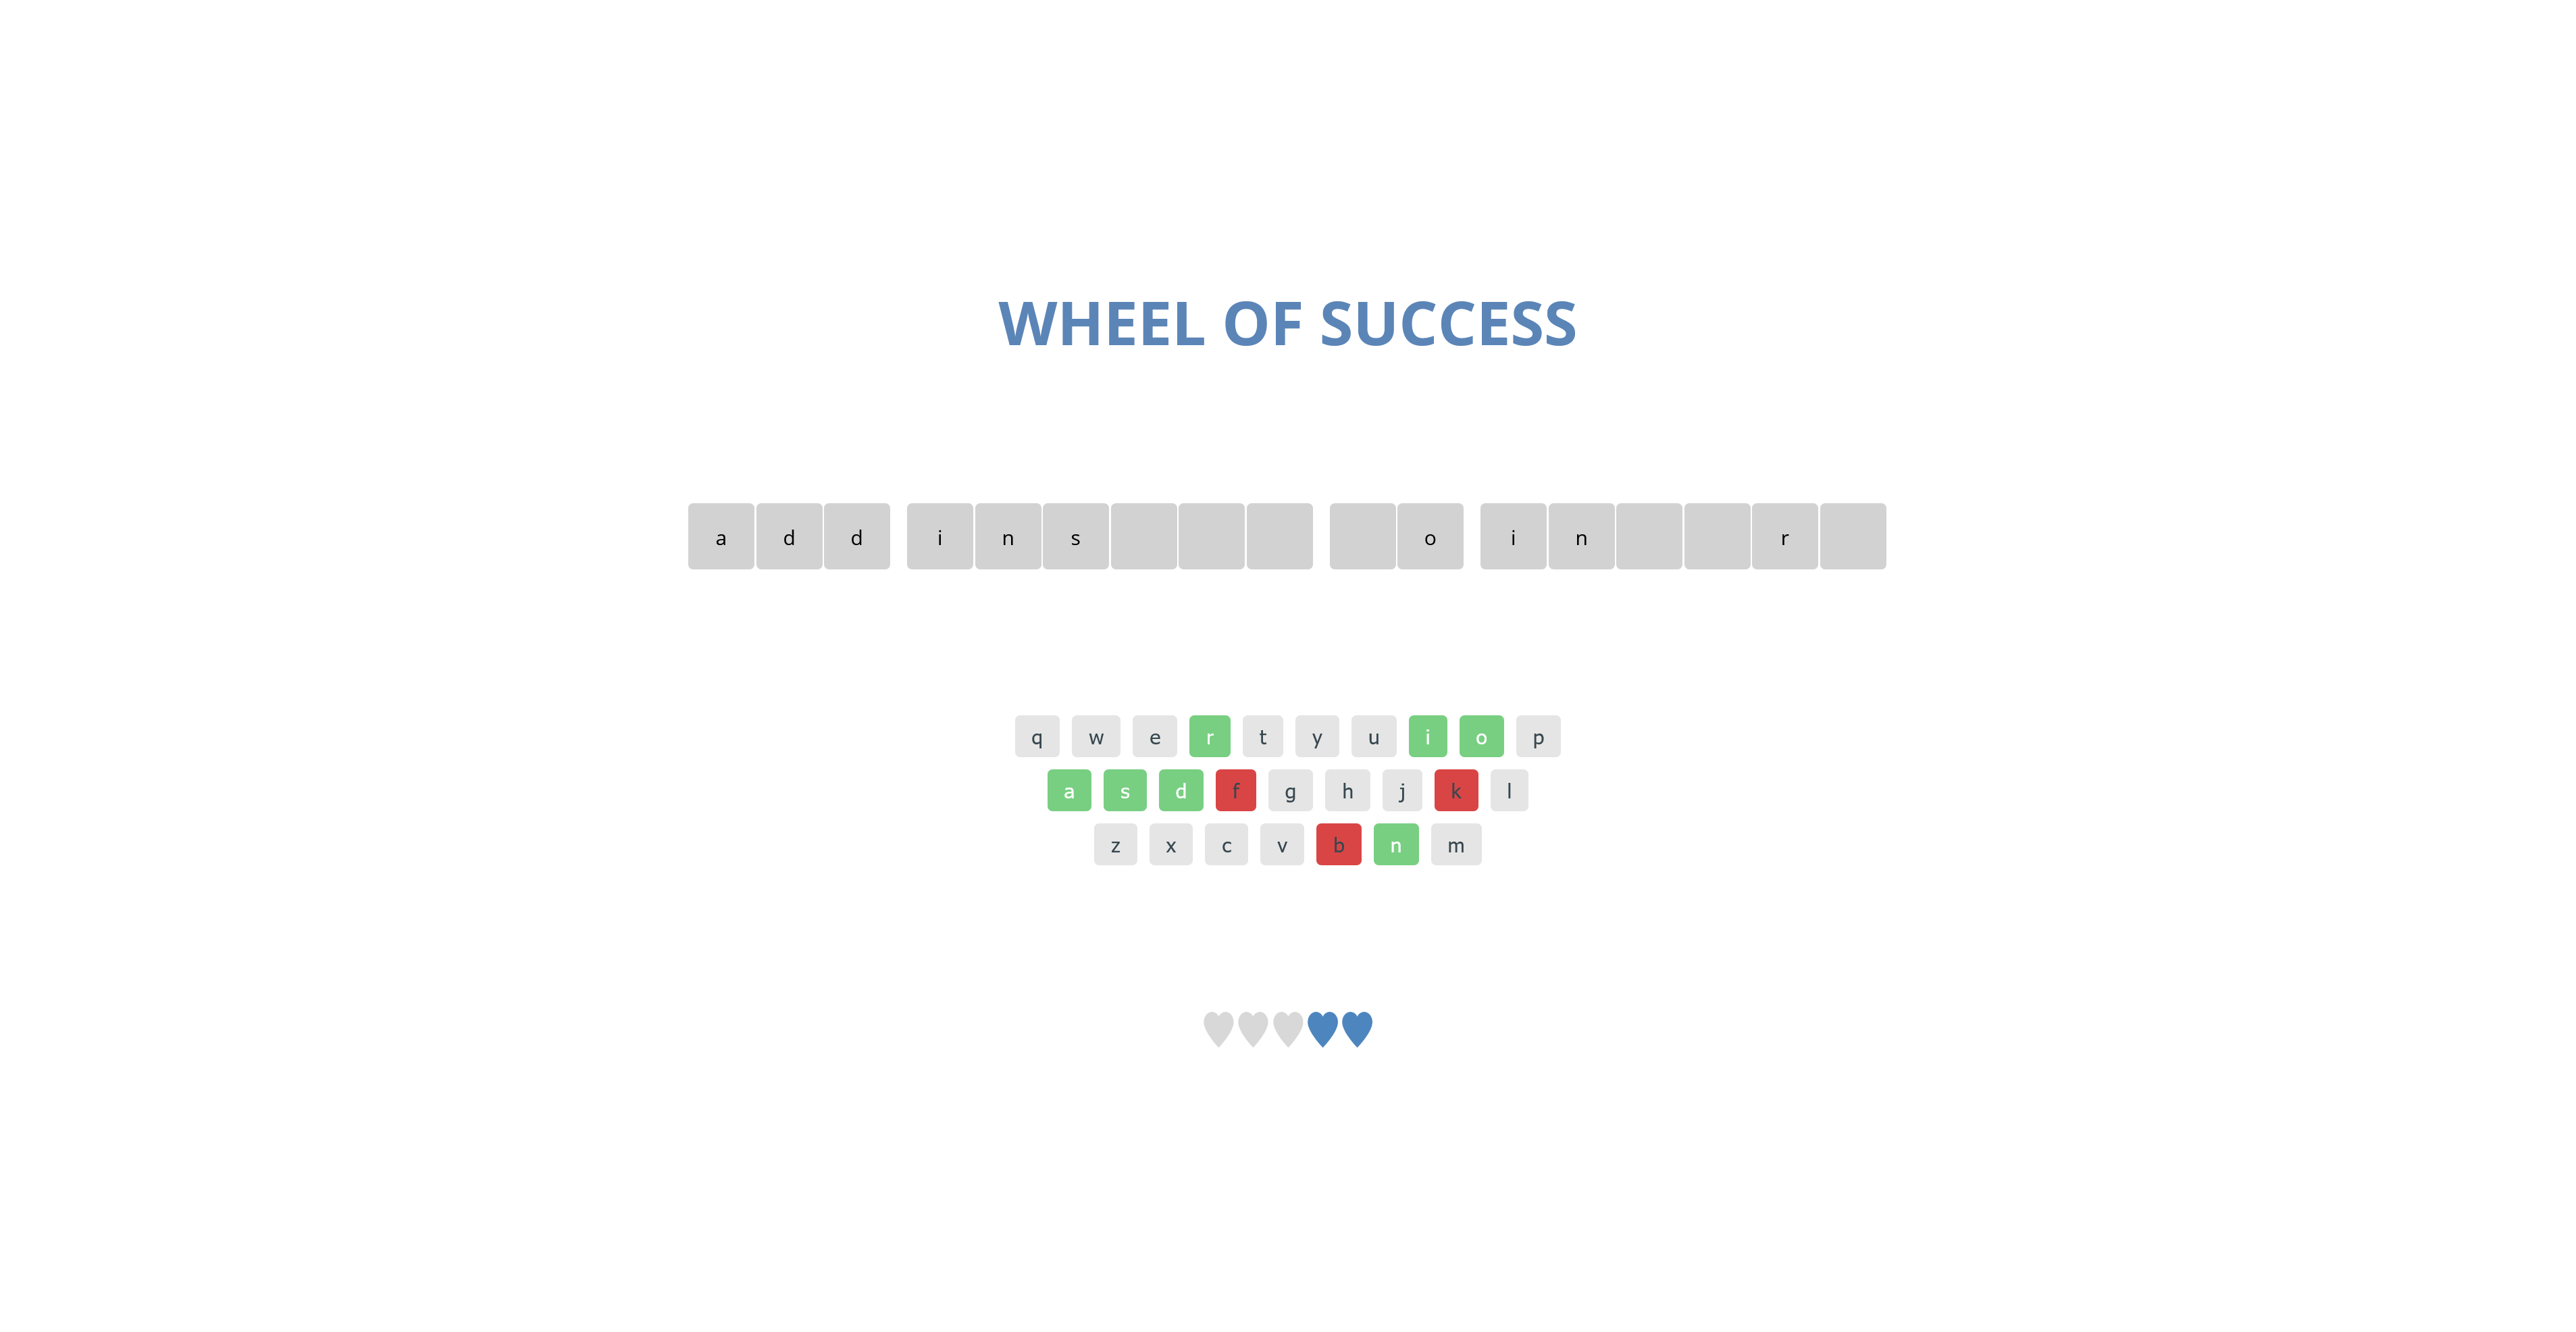 WHEEL OF SUCCESS
a d d i n s o i n r
q w e r t y u i o p
a s d f g h j k l
z x c v b n m